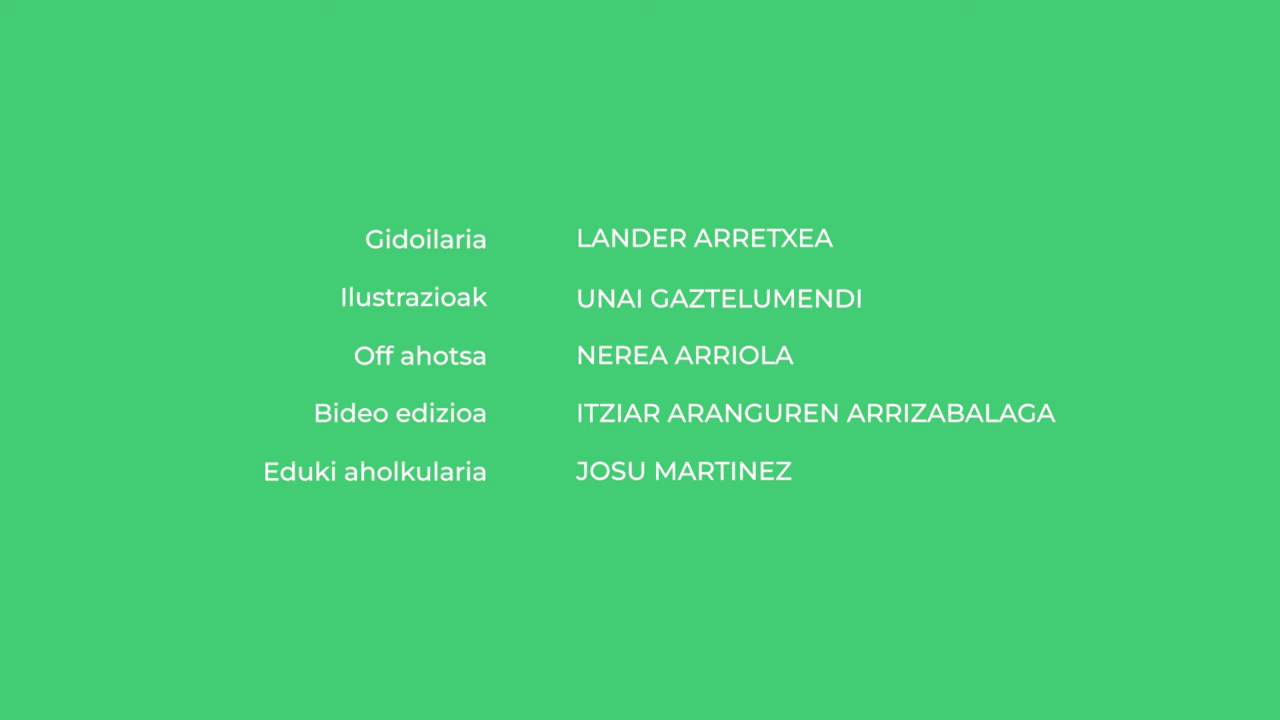 Gidoilaria LANDER ARRETXEA
Ilustrazioak UNAI GAZTELUMENDI
Off ahotsa NEREA ARRIOLA
Bideo edizioa ITZIAR ARANGUREN ARRIZABALAGA
Eduki aholkularia JOSU MARTINEZ